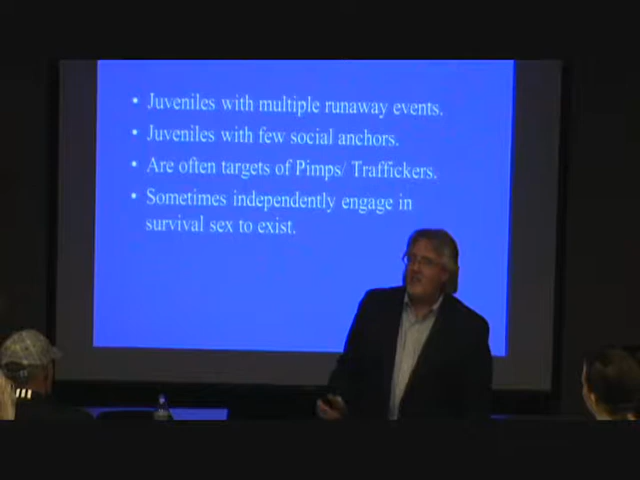 • Juveniles with multiple runaway events.
• Juveniles with few social anchors.
• Are often targets of Pimps/ Traffickers.
• Sometimes independently engage in
survival sex to exist.